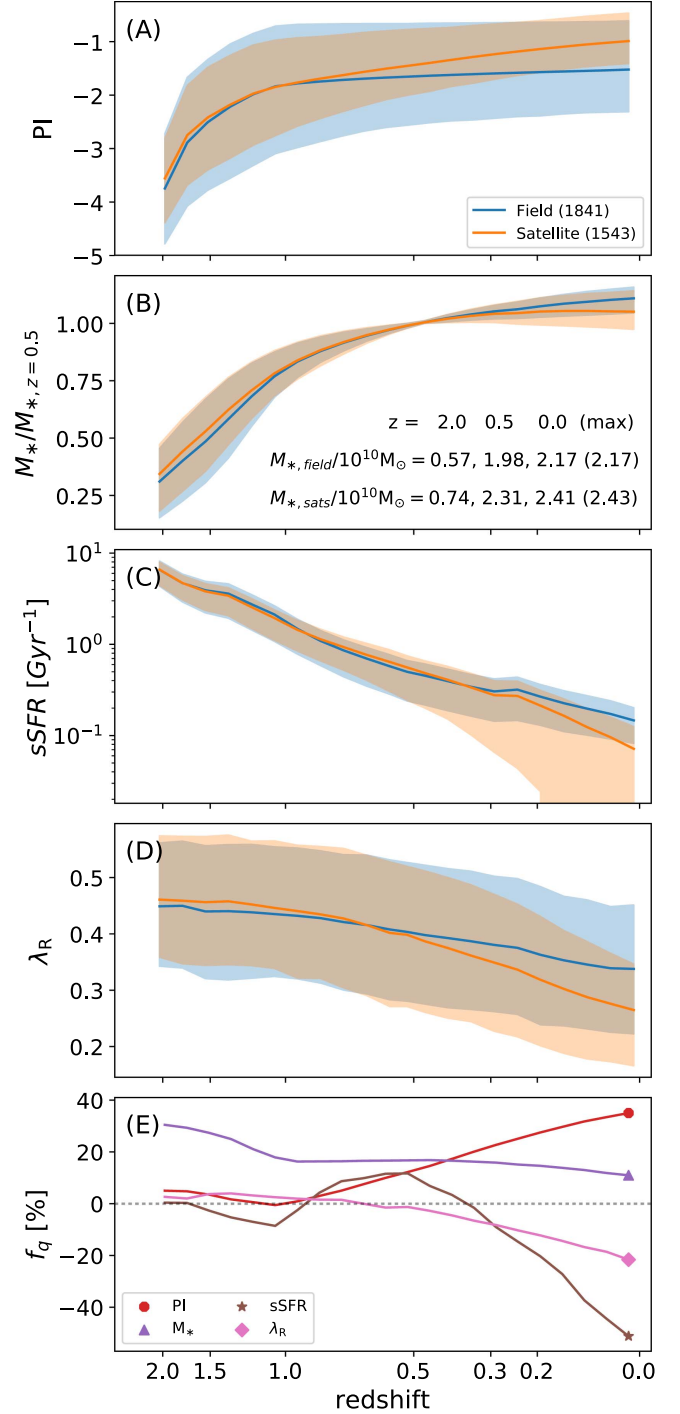 (A)
−1
−2
−3
−4
−5
PI
Field (1841)
Satellite (1543)
(B)
1.00
0.75
0.50
0.25
M∗/M∗, z = 0.5
z = 2.0 0.5 0.0 (max)
M∗, field/10¹⁰M⊙ = 0.57, 1.98, 2.17 (2.17)
M∗, sats/10¹⁰M⊙ = 0.74, 2.31, 2.41 (2.43)
(C)
10¹
10⁰
10⁻¹
sSFR [Gyr⁻¹]
(D)
0.5
0.4
0.3
0.2
λR
(E)
40
20
0
−20
−40
fq [%]
PI sSFR
M∗ λR
2.0 1.5 1.0 0.5 0.3 0.2 0.0
redshift